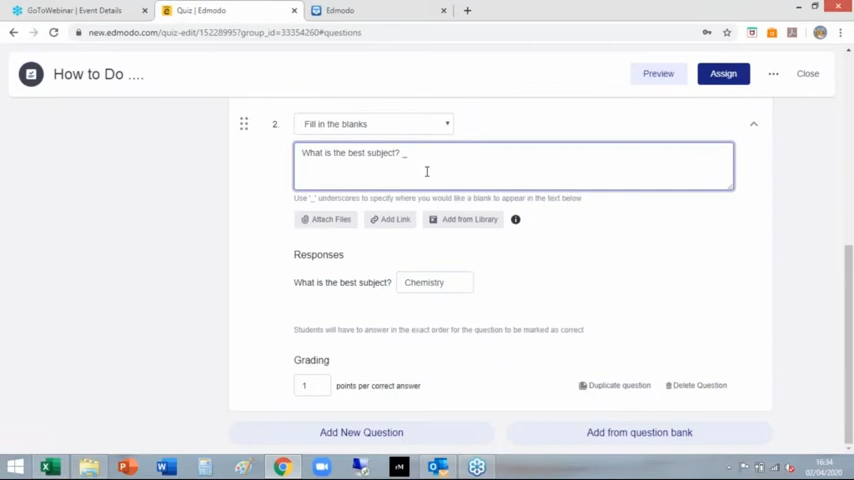 GoToWebinar | Event Details
Quiz | Edmodo
Edmodo
new.edmodo.com/quiz-edit/15228995?group_id=33354260#questions
How to Do ....
Preview
Assign
Close
2.
Fill in the blanks
What is the best subject? _
Use '_' underscores to specify where you would like a blank to appear in the text below
Attach Files
Add Link
Add from Library
Responses
What is the best subject?
Chemistry
Students will have to answer in the exact order for the question to be marked as correct
Grading
1
points per correct answer
Duplicate question
Delete Question
Add New Question
Add from question bank
rM
16:34
02/04/2020